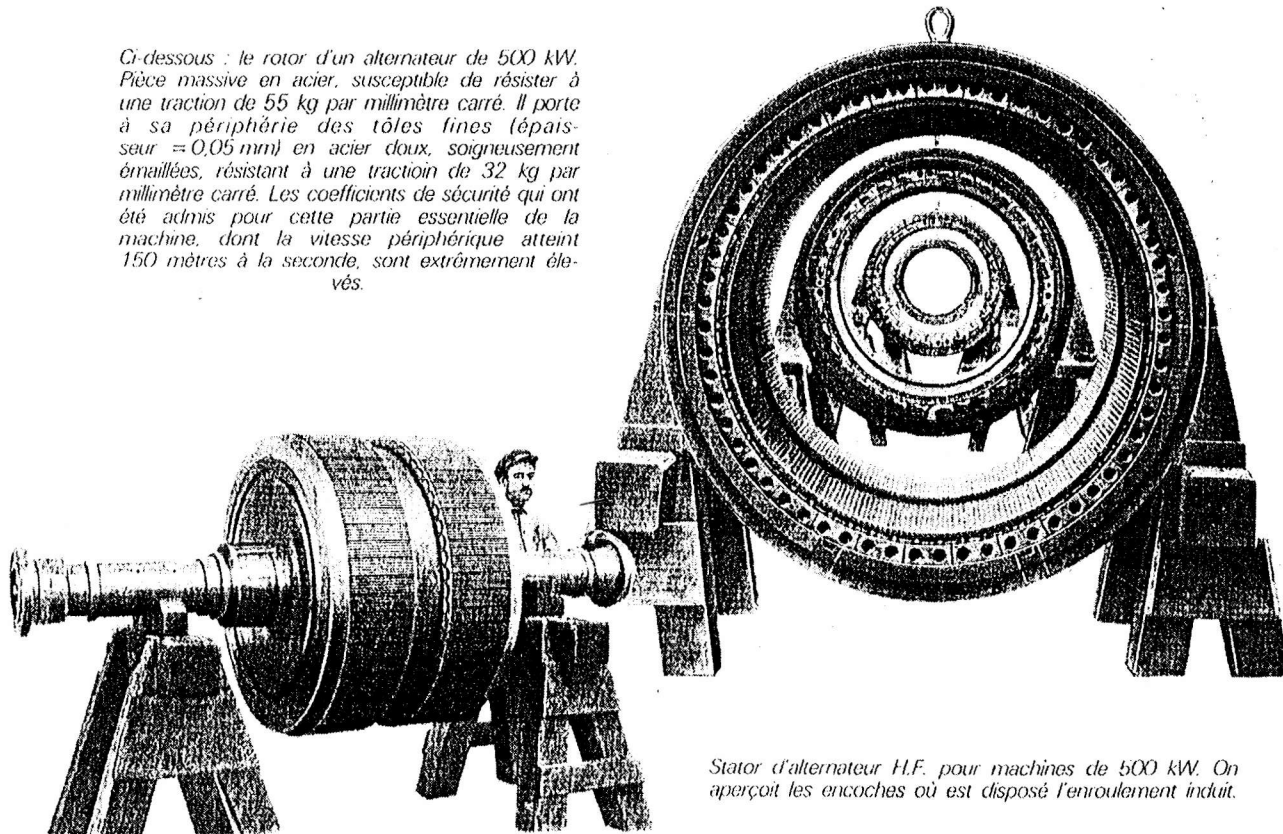 Ci-dessous : le rotor d'un alternateur de 500 kW.
Pièce massive en acier, susceptible de résister à
une traction de 55 kg par millimètre carré. Il porte
à sa périphérie des tôles fines (épais-
seur = 0,05 mm) en acier doux, soigneusement
émaillées, résistant à une tractioin de 32 kg par
millimètre carré. Les coefficients de sécurité qui ont
été admis pour cette partie essentielle de la
machine, dont la vitesse périphérique atteint
150 mètres à la seconde, sont extrêmement éle-
vés.
Stator d'alternateur H.F. pour machines de 500 kW. On
aperçoit les encoches où est disposé l'enroulement induit.